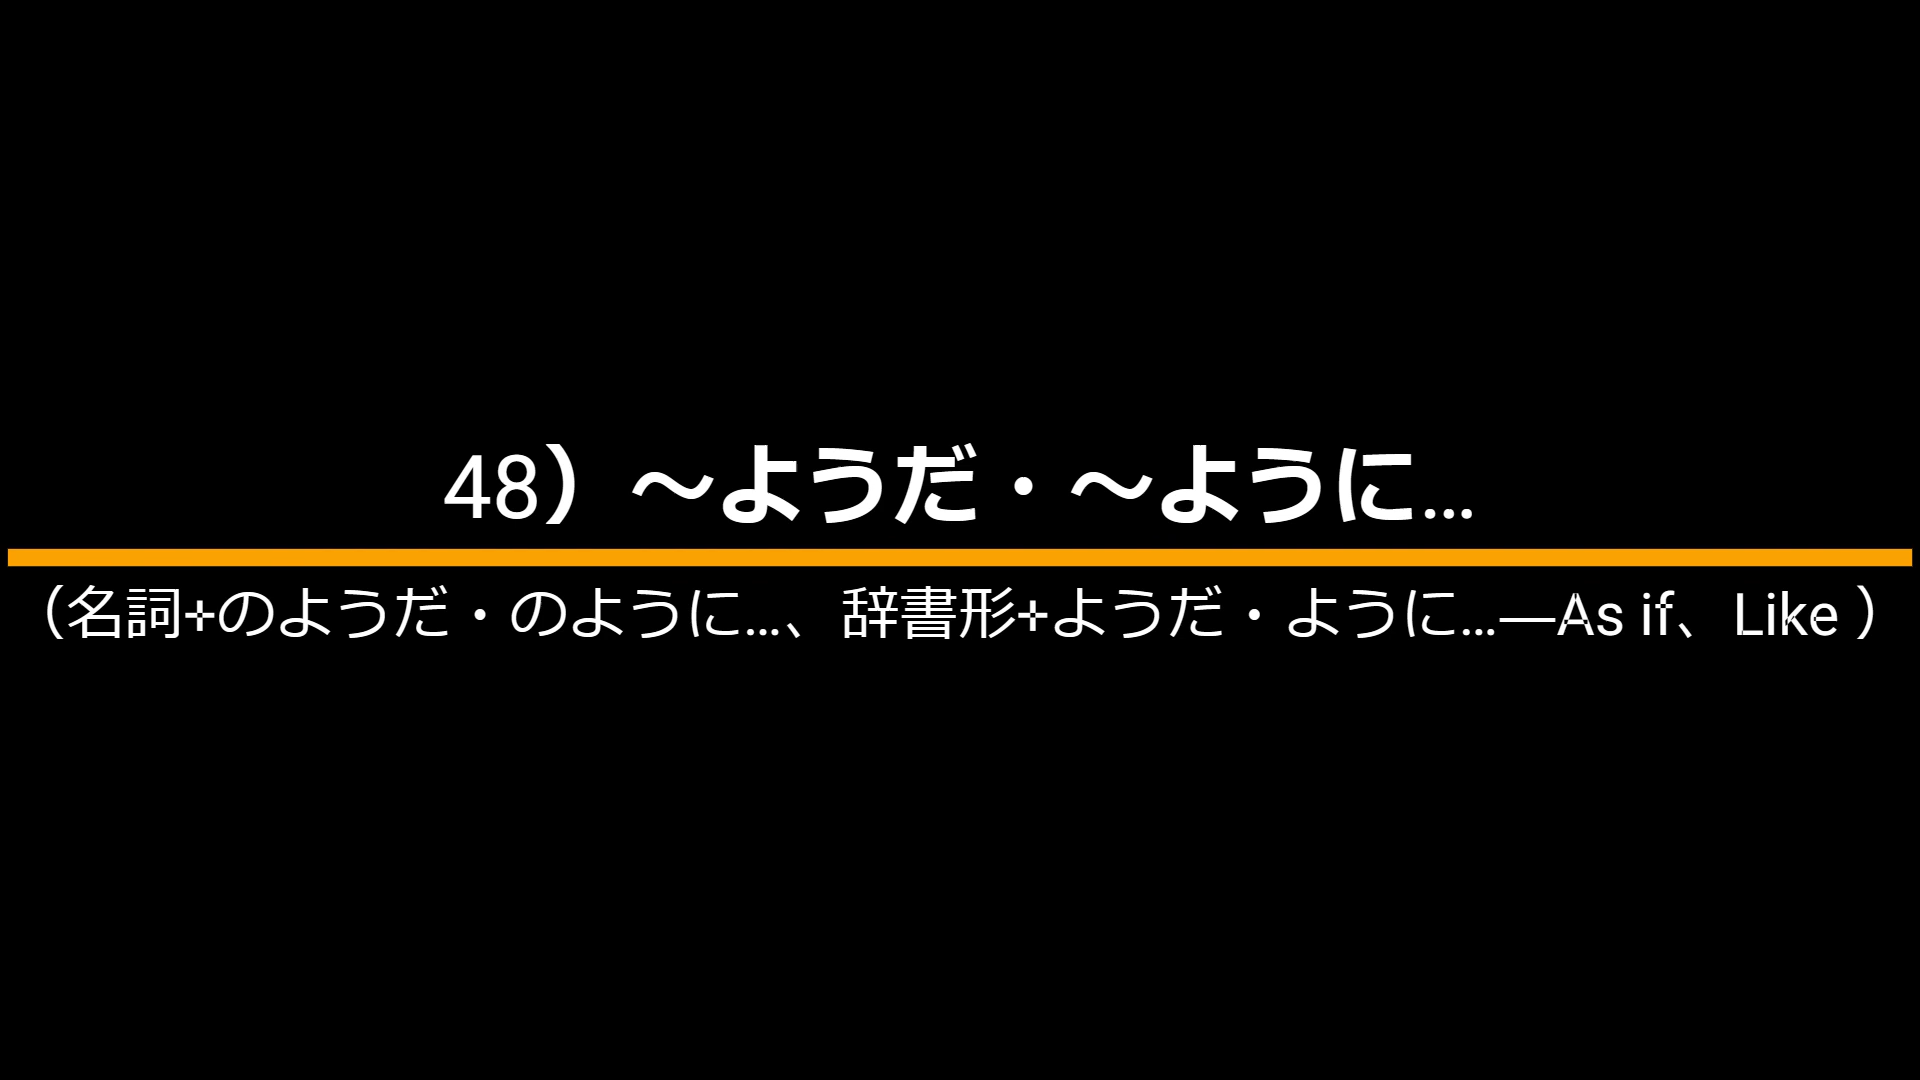 48）～ようだ・～ように...
（名詞+のようだ・のように...、辞書形+ようだ・ように...—As if、Like ）